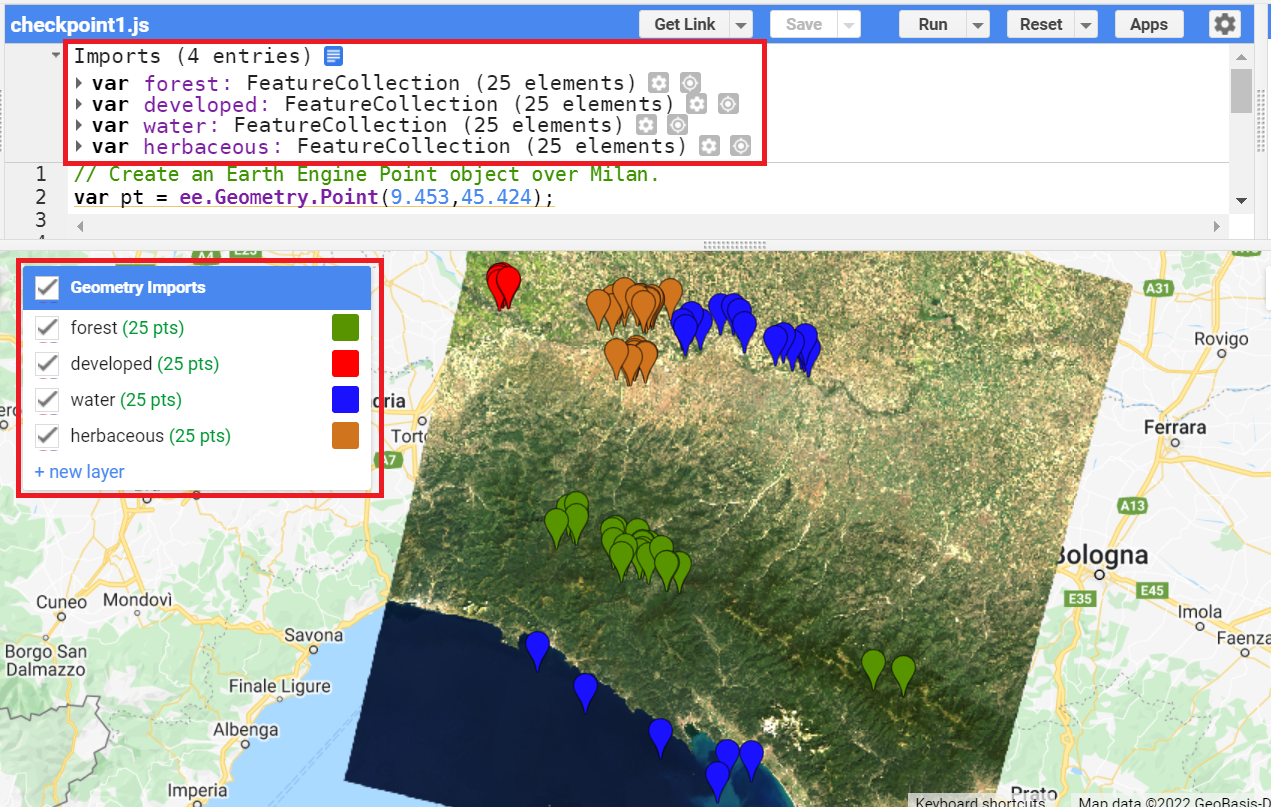 checkpoint1.js
Get Link
Save
Run
Reset
Apps
Imports (4 entries)
var forest: FeatureCollection (25 elements)
var developed: FeatureCollection (25 elements)
var water: FeatureCollection (25 elements)
var herbaceous: FeatureCollection (25 elements)
1 // Create an Earth Engine Point object over Milan.
2 var pt = ee.Geometry.Point(9.453,45.424);
3
Geometry Imports
forest (25 pts)
developed (25 pts)
water (25 pts)
herbaceous (25 pts)
+ new layer
A7
A31
Rovigo
Ferrara
A13
Bologna
E35
E45
Imola
Faenza
Cuneo
Mondovì
Savona
Borgo San
Dalmazzo
Finale Ligure
Albenga
Imperia
Prato
Keyboard shortcuts
Map data ©2022 GeoBasis-D